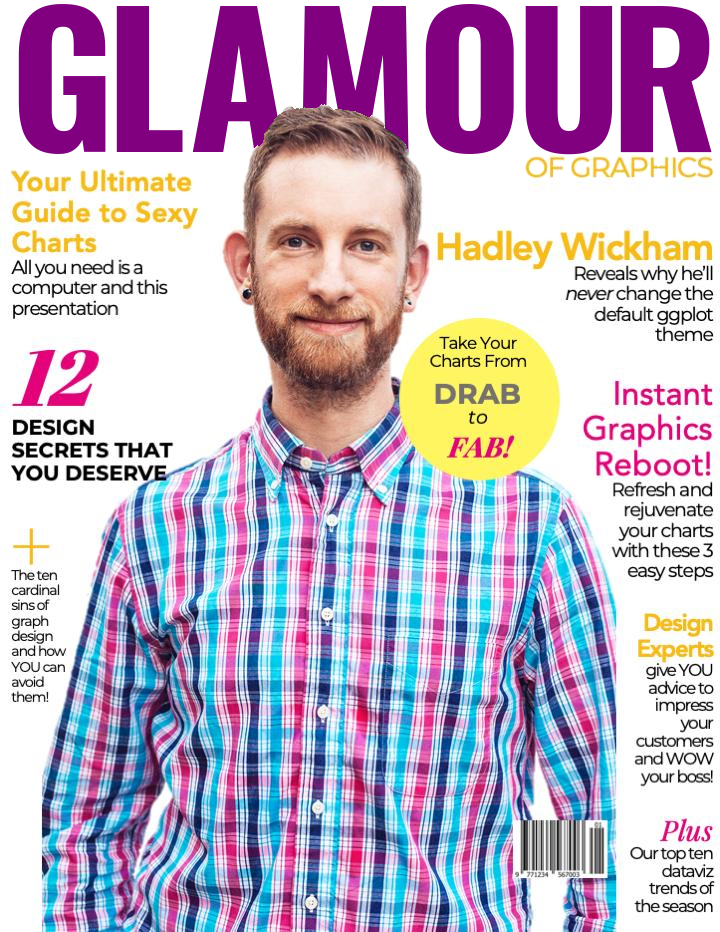 GLAMOUR
OF GRAPHICS
Your Ultimate
Guide to Sexy
Charts
All you need is a
computer and this
presentation
Hadley Wickham
Reveals why he'll
never change the
default ggplot
theme
12
DESIGN
SECRETS THAT
YOU DESERVE
Take Your
Charts From
DRAB
to
FAB!
Instant
Graphics
Reboot!
Refresh and
rejuvenate
your charts
with these 3
easy steps
+
The ten
cardinal
sins of
graph
design
and how
YOU can
avoid
them!
Design
Experts
give YOU
advice to
impress
your
customers
and WOW
your boss!
Plus
Our top ten
dataviz
trends of
the season
9 771234 567003